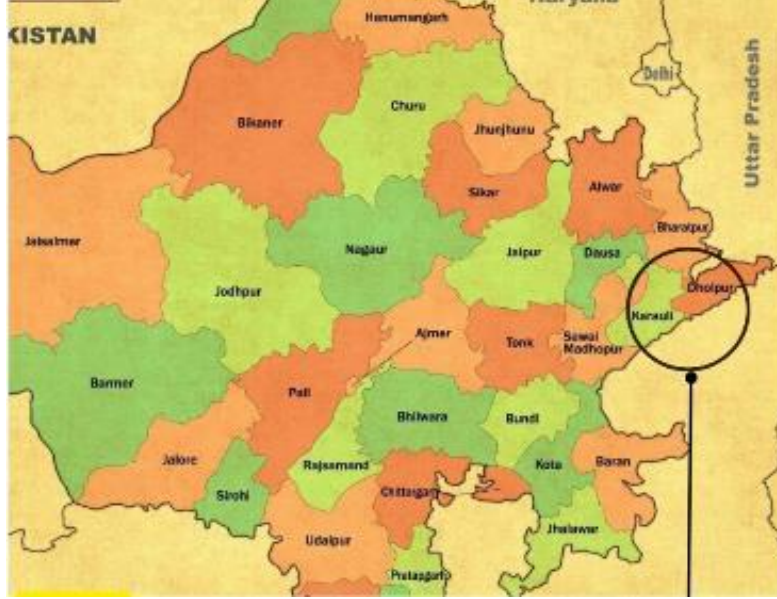 Hanumangarh
KISTAN
Delhi
Uttar Pradesh
Churu
Bikaner
Jhunjhunu
Sikar
Alwar
Bharatpur
Jaisalmer
Nagaur
Jaipur
Dausa
Jodhpur
Dholpur
Karauli
Ajmer
Tonk
Sawai
Madhopur
Barmer
Pali
Bhilwara
Bundi
Jalore
Rajsamand
Kota
Baran
Sirohi
Chittorgarh
Jhalawar
Udaipur
Pratapgarh